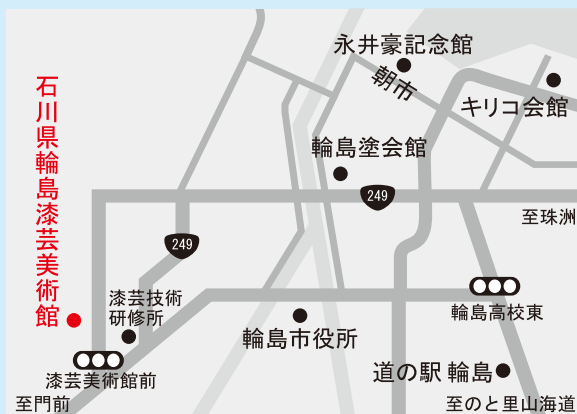 永井豪記念館
朝市
キリコ会館
石川県輪島漆芸美術館
輪島塗会館
249
至珠洲
249
漆芸技術
研修所
輪島高校東
輪島市役所
漆芸美術館前
道の駅 輪島
至門前
至のと里山海道